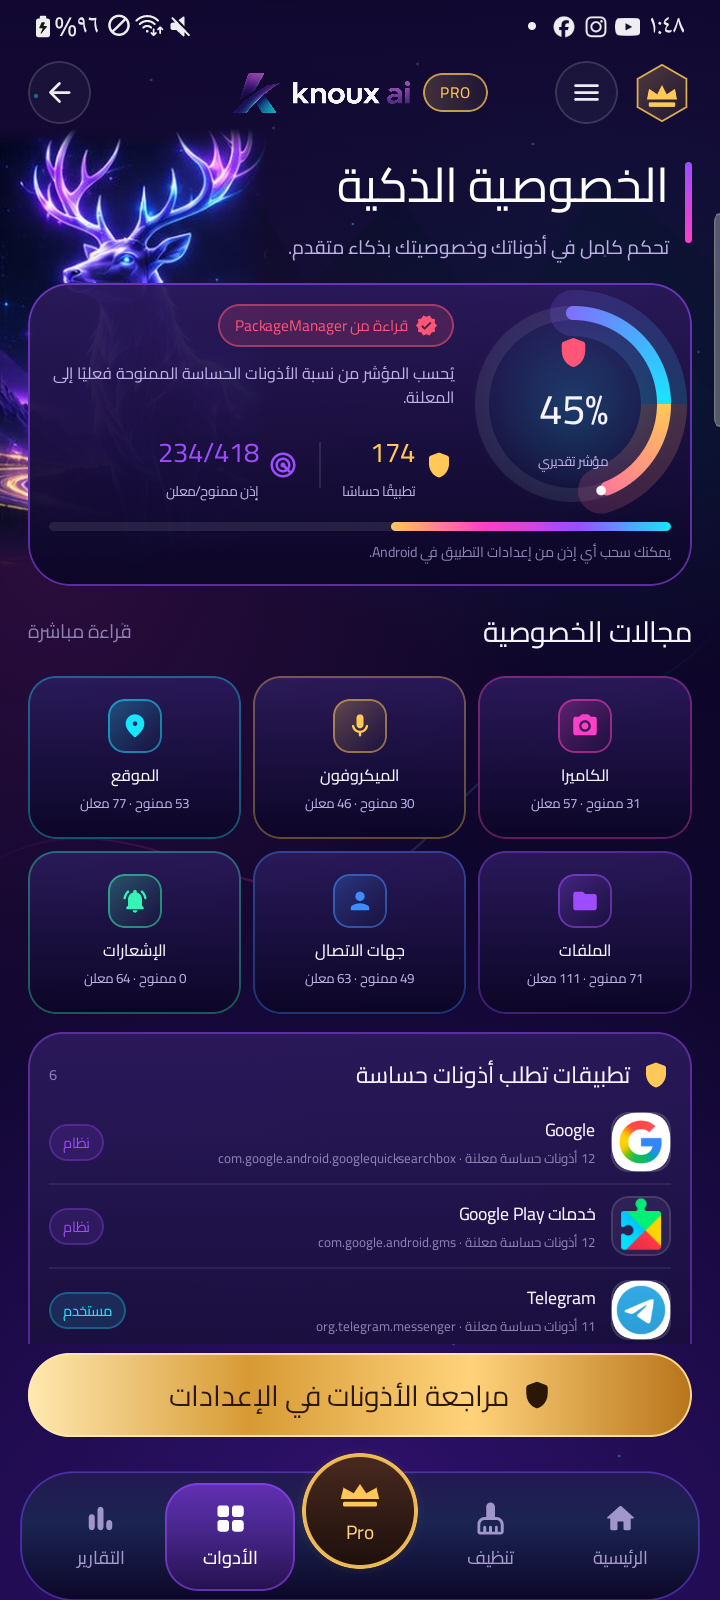 %٩٦
١:٤٨
knoux ai PRO
الخصوصية الذكية
تحكم كامل في أذوناتك وخصوصيتك بذكاء متقدم.
قراءة من PackageManager
يُحسب المؤشر من نسبة الأذونات الحساسة الممنوحة فعليًا إلى
المعلنة.
45%
مؤشر تقديري
174
تطبيقًا حساسًا
234/418
إذن ممنوح/معلن
يمكنك سحب أي إذن من إعدادات التطبيق في Android.
مجالات الخصوصية
قراءة مباشرة
الكاميرا
31 ممنوح · 57 معلن
الميكروفون
30 ممنوح · 46 معلن
الموقع
53 ممنوح · 77 معلن
الملفات
71 ممنوح · 111 معلن
جهات الاتصال
49 ممنوح · 63 معلن
الإشعارات
0 ممنوح · 64 معلن
تطبيقات تطلب أذونات حساسة
6
Google
12 أذونات حساسة معلنة · com.google.android.googlequicksearchbox
نظام
خدمات Google Play
12 أذونات حساسة معلنة · com.google.android.gms
نظام
Telegram
11 أذونات حساسة معلنة · org.telegram.messenger
مستخدم
مراجعة الأذونات في الإعدادات
الرئيسية
تنظيف
Pro
الأدوات
التقارير